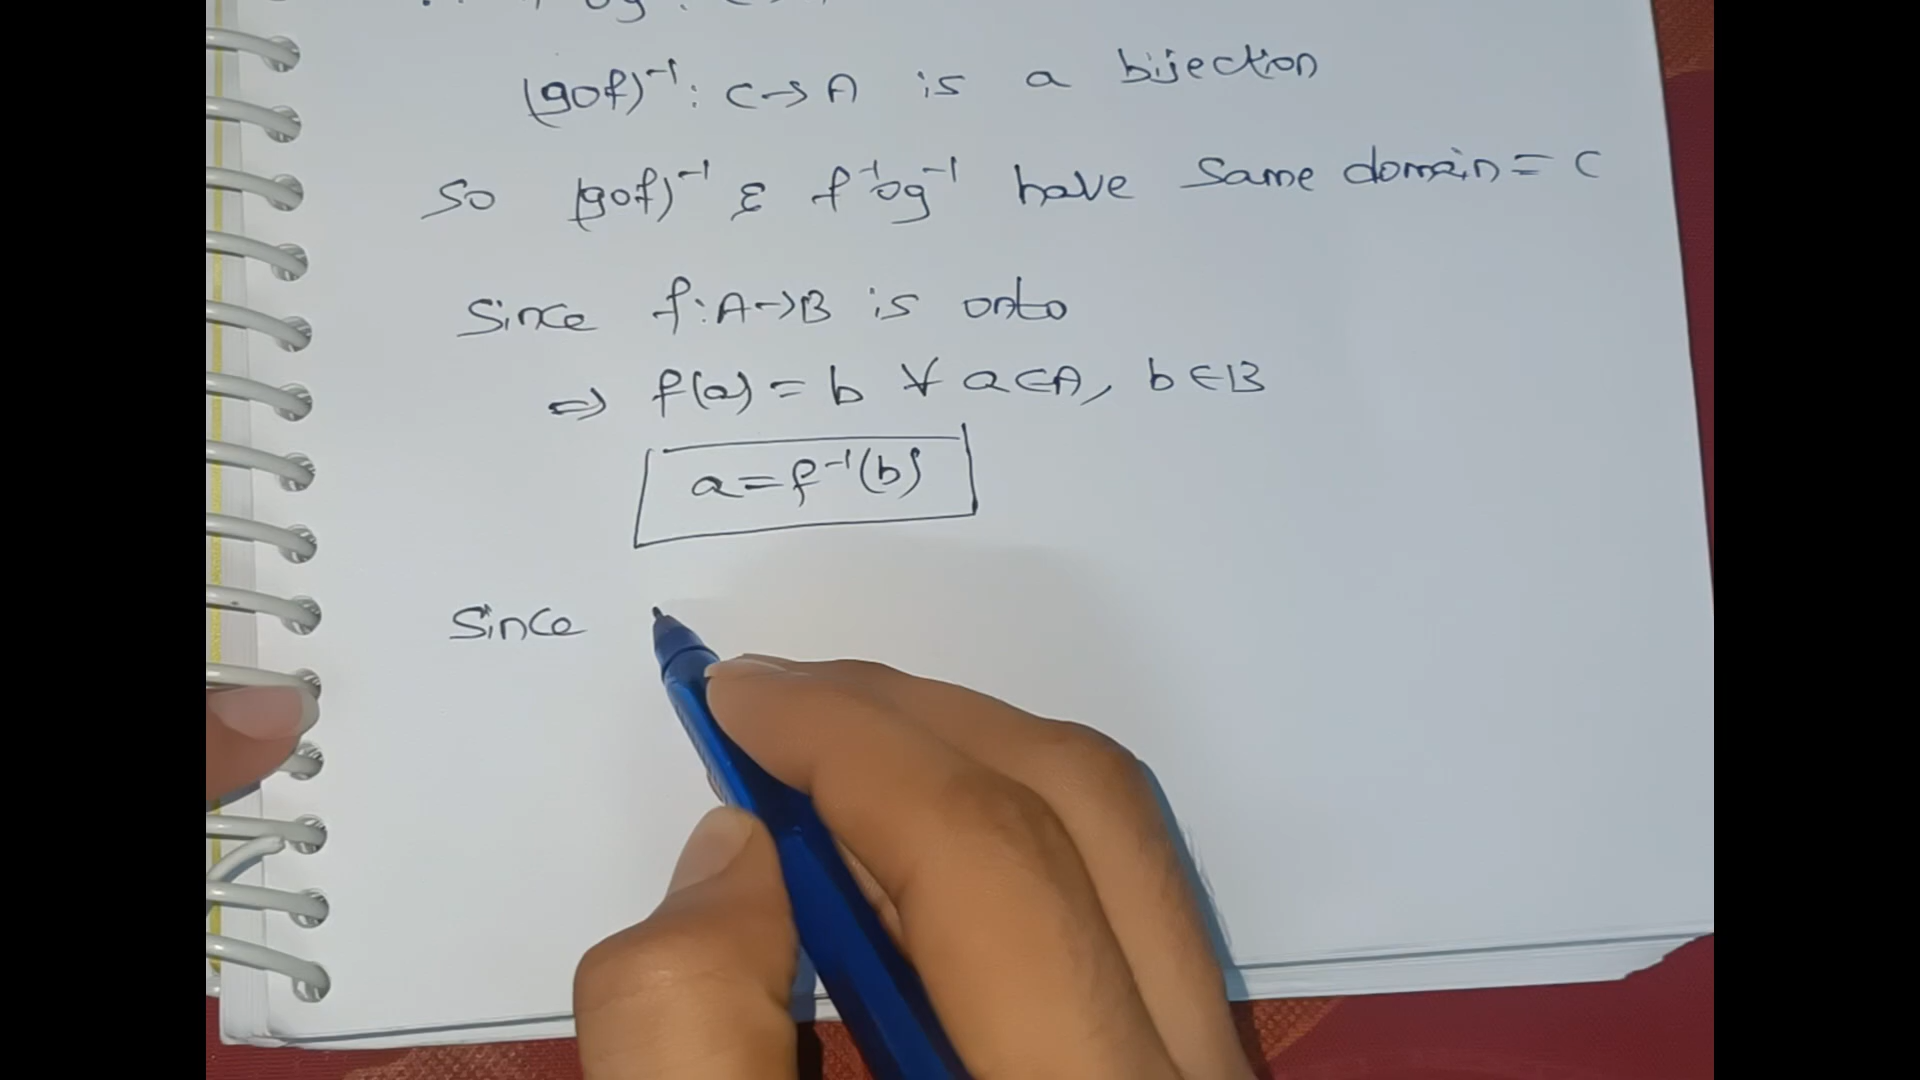 (gof)⁻¹: C→A is a bijection
So (gof)⁻¹ & f⁻¹og⁻¹ have same domain = C
Since f:A→B is onto
⇒ f(a) = b ∀ a∈A, b∈B
a=f⁻¹(b)
Since